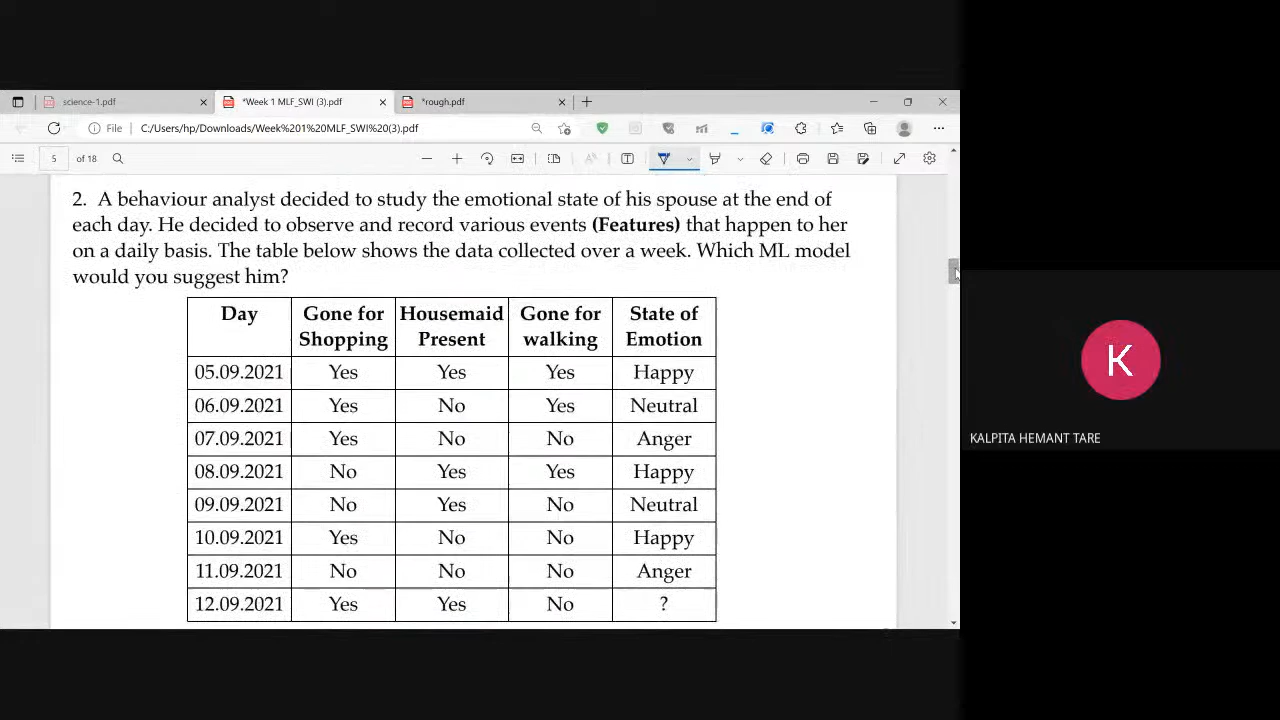 science-1.pdf
*Week 1 MLF_SWI (3).pdf
*rough.pdf
File
C:/Users/hp/Downloads/Week%201%20MLF_SWI%20(3).pdf
5 of 18
2. A behaviour analyst decided to study the emotional state of his spouse at the end of
each day. He decided to observe and record various events (Features) that happen to her
on a daily basis. The table below shows the data collected over a week. Which ML model
would you suggest him?
Day Gone for Shopping Housemaid Present Gone for walking State of Emotion
05.09.2021 Yes Yes Yes Happy
06.09.2021 Yes No Yes Neutral
07.09.2021 Yes No No Anger
08.09.2021 No Yes Yes Happy
09.09.2021 No Yes No Neutral
10.09.2021 Yes No No Happy
11.09.2021 No No No Anger
12.09.2021 Yes Yes No ?
K
KALPITA HEMANT TARE